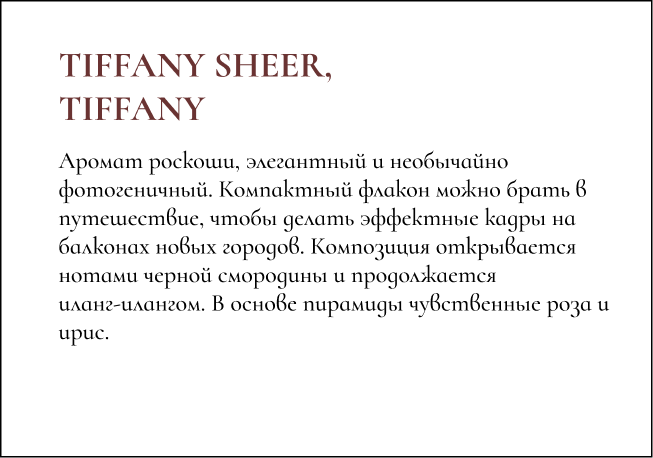 TIFFANY SHEER,
TIFFANY
Аромат роскоши, элегантный и необычайно
фотогеничный. Компактный флакон можно брать в
путешествие, чтобы делать эффектные кадры на
балконах новых городов. Композиция открывается
нотами черной смородины и продолжается
иланг-илангом. В основе пирамиды чувственные роза и
ирис.